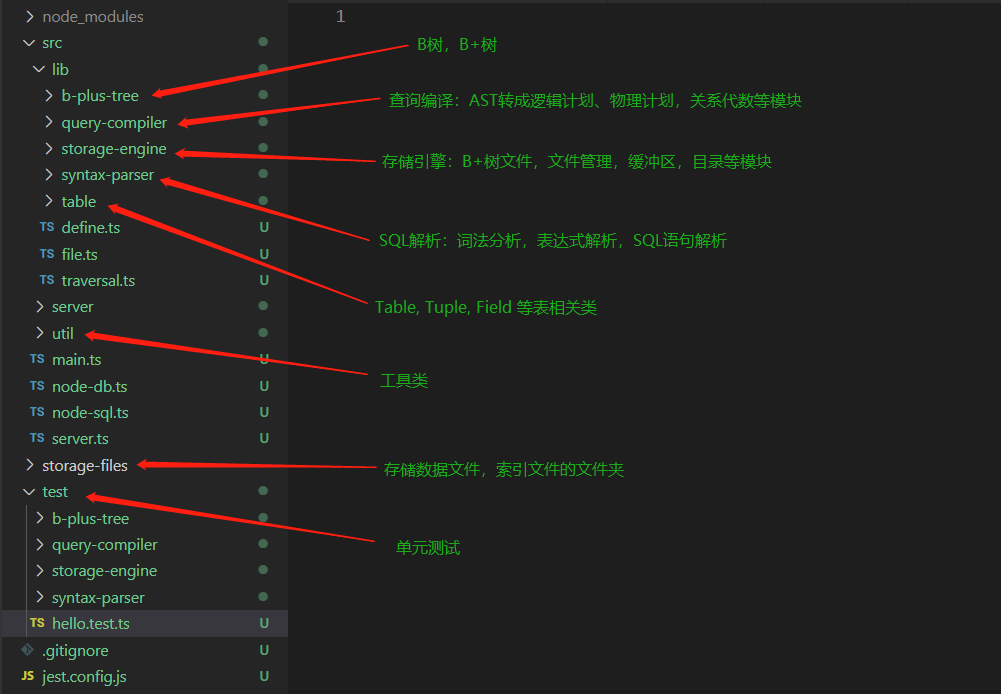 node_modules
1
src
B树，B+树
lib
b-plus-tree
查询编译：AST转成逻辑计划、物理计划，关系代数等模块
query-compiler
storage-engine
存储引擎：B+树文件，文件管理，缓冲区，目录等模块
syntax-parser
table
TS define.ts U
SQL解析：词法分析，表达式解析，SQL语句解析
TS file.ts U
TS traversal.ts U
server
Table, Tuple, Field 等表相关类
util
TS main.ts U
工具类
TS node-db.ts U
TS node-sql.ts U
TS server.ts U
storage-files
存储数据文件，索引文件的文件夹
test
b-plus-tree
query-compiler
单元测试
storage-engine
syntax-parser
TS hello.test.ts U
.gitignore U
JS jest.config.js U